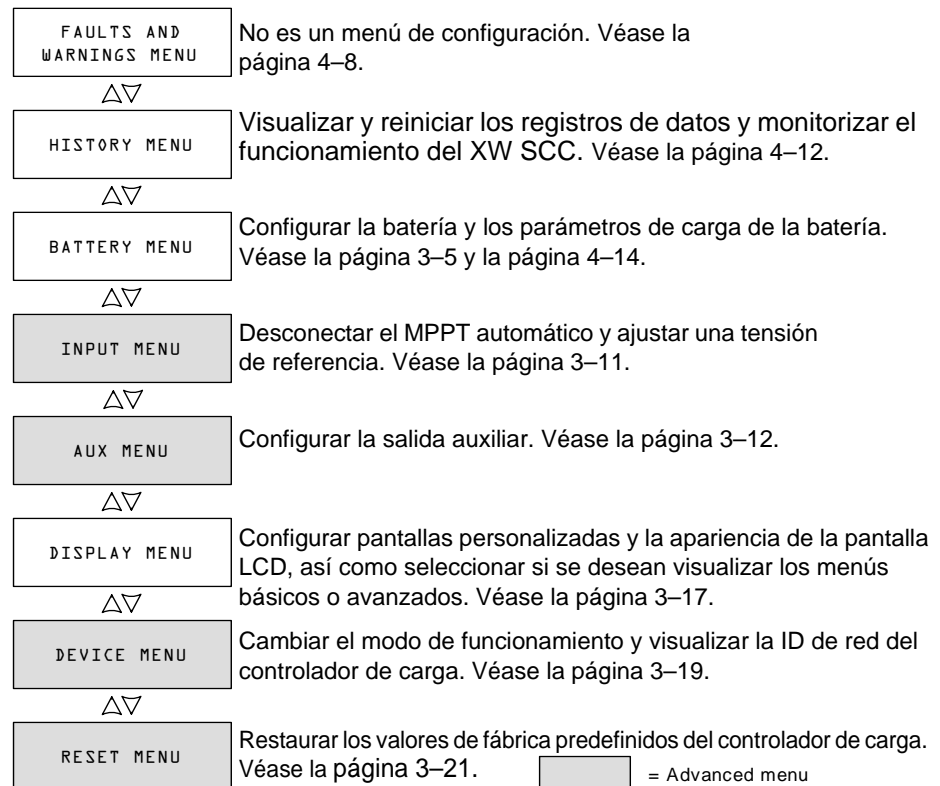 FAULTS AND
WARNINGS MENU
No es un menú de configuración. Véase la
página 4–8.
HISTORY MENU
Visualizar y reiniciar los registros de datos y monitorizar el
funcionamiento del XW SCC. Véase la página 4–12.
BATTERY MENU
Configurar la batería y los parámetros de carga de la batería.
Véase la página 3–5 y la página 4–14.
INPUT MENU
Desconectar el MPPT automático y ajustar una tensión
de referencia. Véase la página 3–11.
AUX MENU
Configurar la salida auxiliar. Véase la página 3–12.
DISPLAY MENU
Configurar pantallas personalizadas y la apariencia de la pantalla
LCD, así como seleccionar si se desean visualizar los menús
básicos o avanzados. Véase la página 3–17.
DEVICE MENU
Cambiar el modo de funcionamiento y visualizar la ID de red del
controlador de carga. Véase la página 3–19.
RESET MENU
Restaurar los valores de fábrica predefinidos del controlador de carga.
Véase la página 3–21.
= Advanced menu